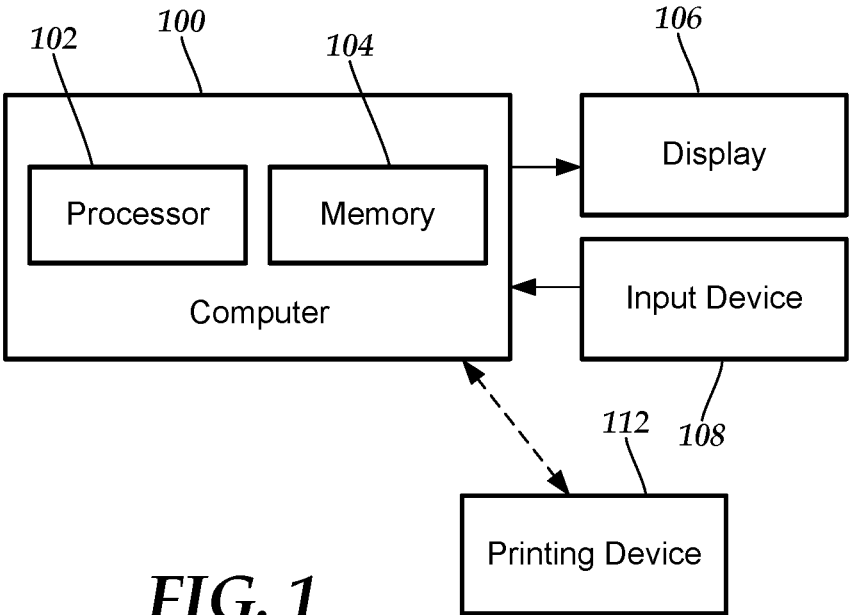 102
100
104
106
Processor
Memory
Computer
Display
Input Device
108
112
Printing Device
FIG. 1